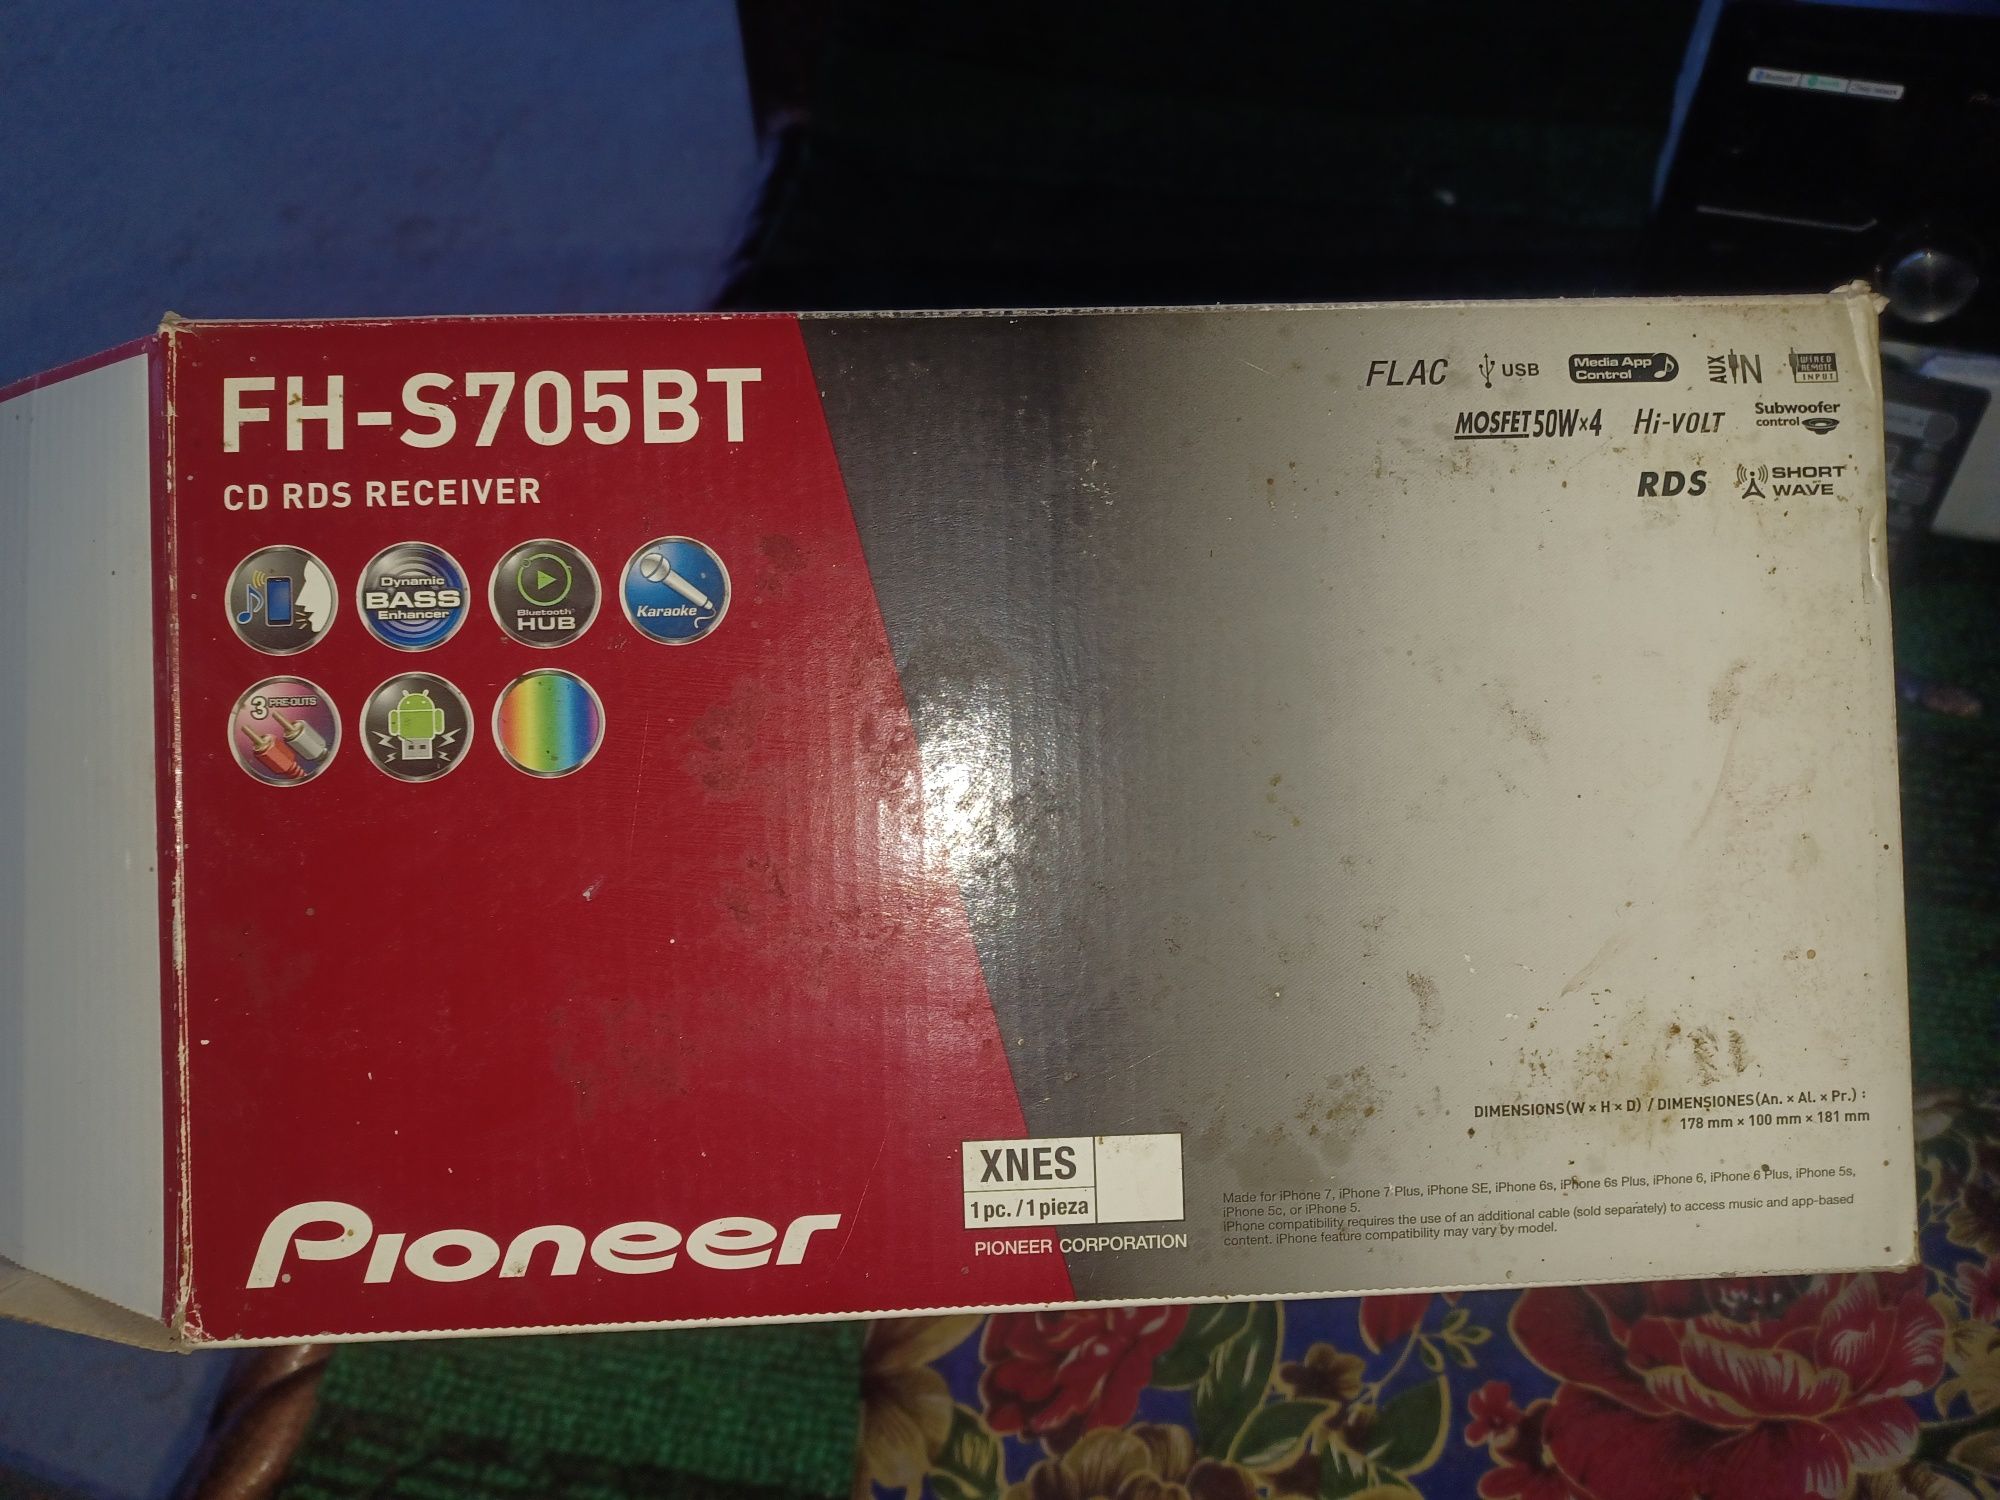 FH-S705BT
CD RDS RECEIVER
Dynamic
BASS
Enhancer
Bluetooth
HUB
Karaoke
3 PRE-OUTS
FLAC
USB
Media App
Control
AUX IN
WIRED
REMOTE
INPUT
MOSFET 50W×4
Hi-VOLT
Subwoofer
control
RDS
SHORT
WAVE
DIMENSIONS(W × H × D) / DIMENSIONES(An. × Al. × Pr.) :
178 mm × 100 mm × 181 mm
XNES
1 pc. / 1 pieza
PIONEER CORPORATION
Made for iPhone 7, iPhone 7 Plus, iPhone SE, iPhone 6s, iPhone 6s Plus, iPhone 6, iPhone 6 Plus, iPhone 5s,
iPhone 5c, or iPhone 5.
iPhone compatibility requires the use of an additional cable (sold separately) to access music and app-based
content. iPhone feature compatibility may vary by model.
Pioneer